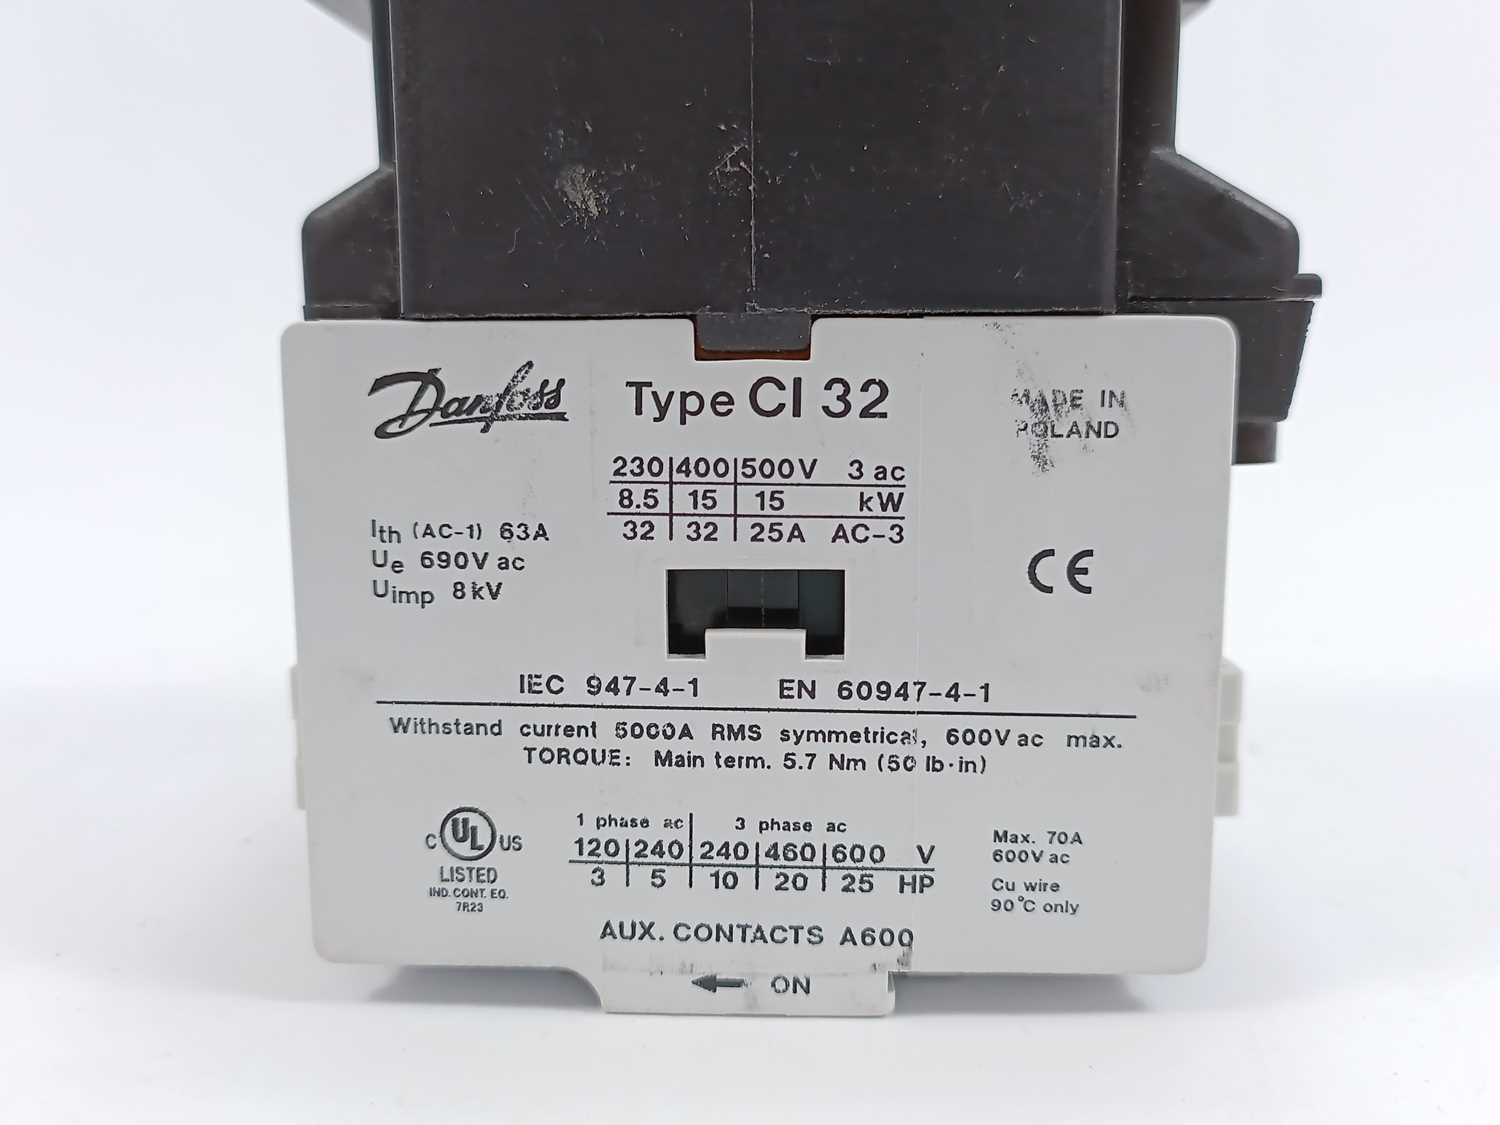 Danfoss
Type CI 32
MADE IN
POLAND
230 400 500V 3 ac
8.5 15 15 kW
32 32 25A AC-3
Ith (AC-1) 63A
Ue 690V ac
Uimp 8kV
CE
IEC 947-4-1 EN 60947-4-1
Withstand current 5000A RMS symmetrical, 600V ac max.
TORQUE: Main term. 5.7 Nm (50 lb·in)
C UL US
LISTED
IND. CONT. EQ.
7R23
1 phase ac 3 phase ac
120 240 240 460 600 V
3 5 10 20 25 HP
Max. 70A
600V ac
Cu wire
90°C only
AUX. CONTACTS A600
← ON